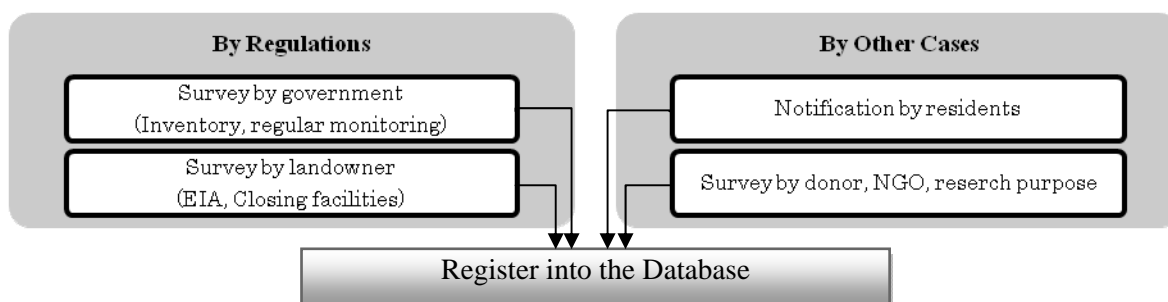 By Regulations
Survey by government
(Inventory, regular monitoring)
Survey by landowner
(EIA, Closing facilities)
By Other Cases
Notification by residents
Survey by donor, NGO, reserch purpose
Register into the Database